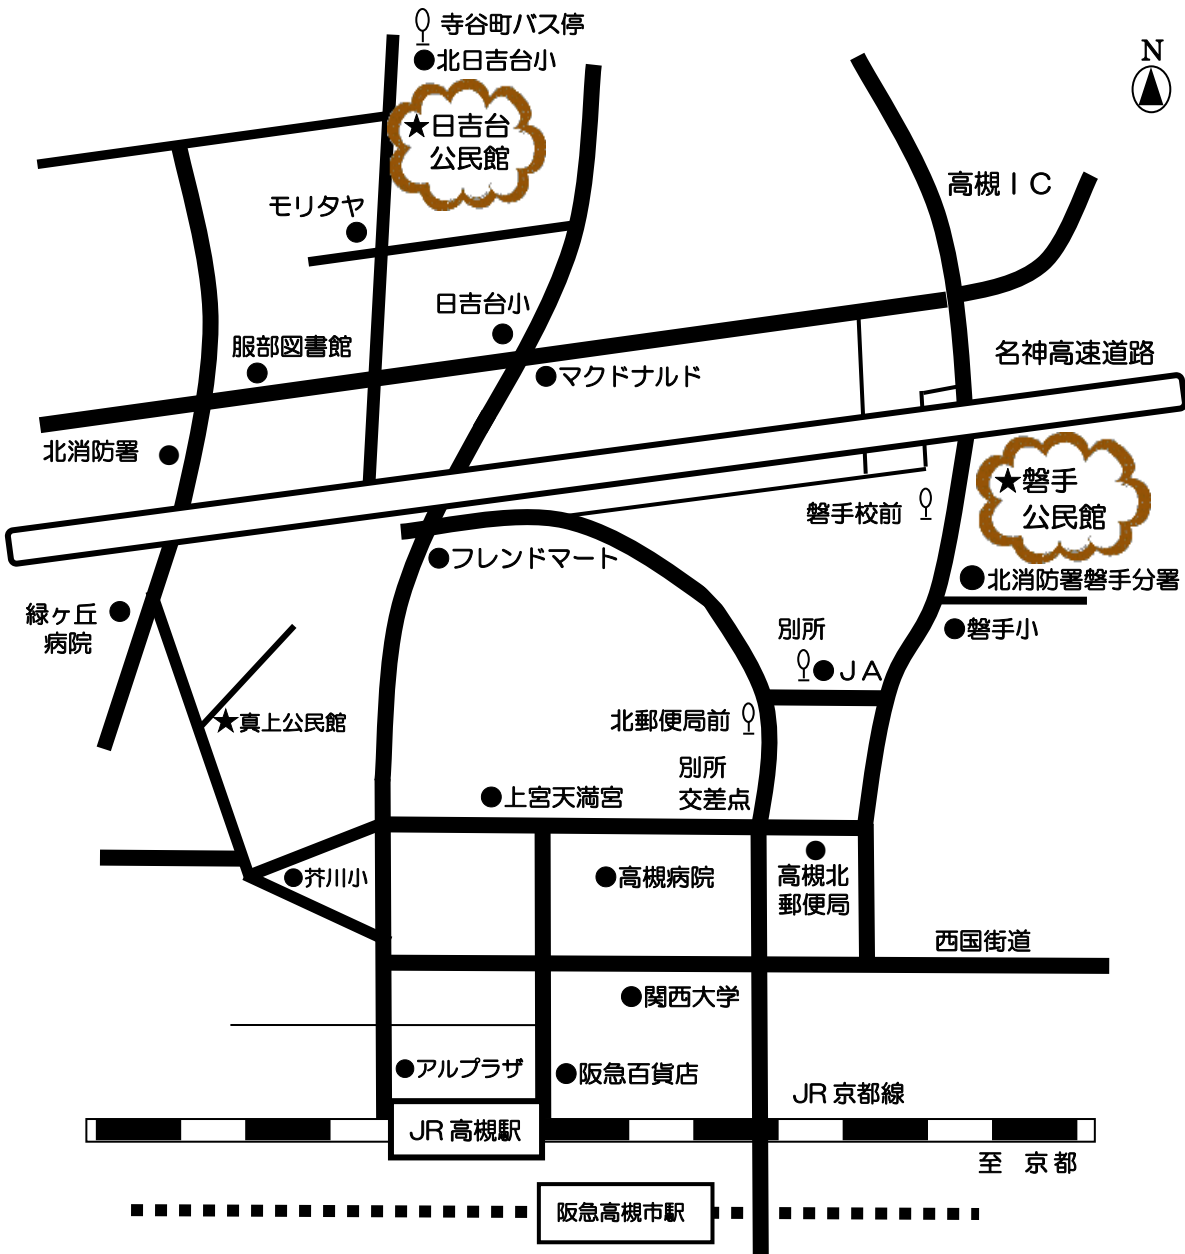 寺谷町バス停
北日吉台小
N
★日吉台
公民館
高槻IC
モリタヤ
日吉台小
服部図書館
名神高速道路
マクドナルド
北消防署
★磐手
公民館
磐手校前
フレンドマート
北消防署磐手分署
緑ヶ丘
病院
磐手小
別所
JA
★真上公民館
北郵便局前
別所
交差点
上宮天満宮
芥川小
高槻病院
高槻北
郵便局
西国街道
関西大学
アルプラザ
阪急百貨店
JR京都線
JR高槻駅
至 京都
阪急高槻市駅